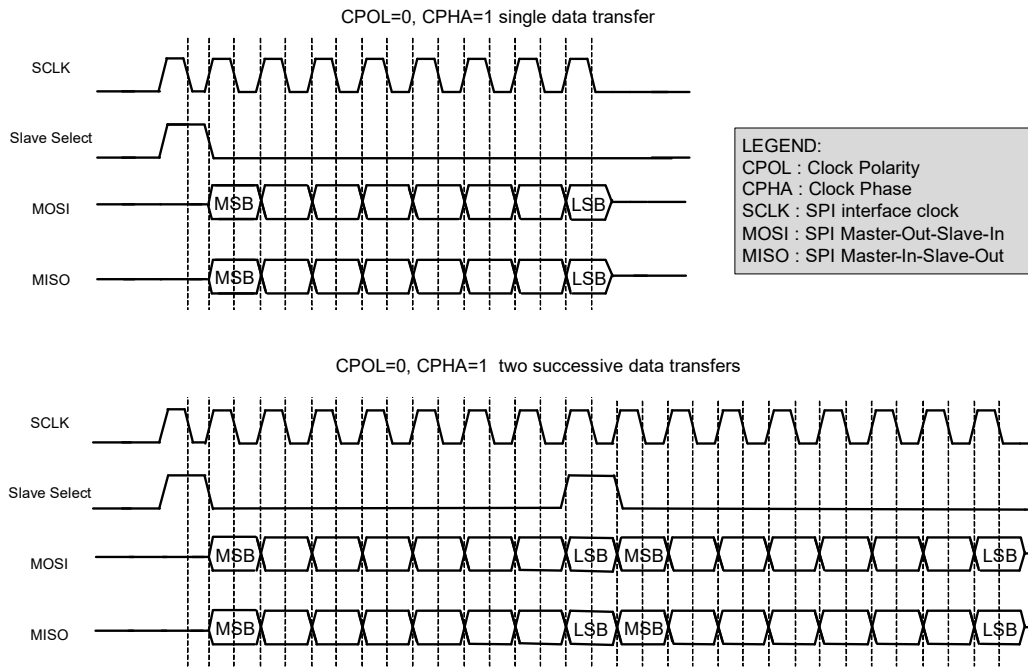 CPOL=0, CPHA=1 single data transfer
SCLK
Slave Select
MOSI
MSB
LSB
MISO
MSB
LSB
LEGEND:
CPOL : Clock Polarity
CPHA : Clock Phase
SCLK : SPI interface clock
MOSI : SPI Master-Out-Slave-In
MISO : SPI Master-In-Slave-Out
CPOL=0, CPHA=1 two successive data transfers
SCLK
Slave Select
MOSI
MSB
LSB
MSB
LSB
MISO
MSB
LSB
MSB
LSB